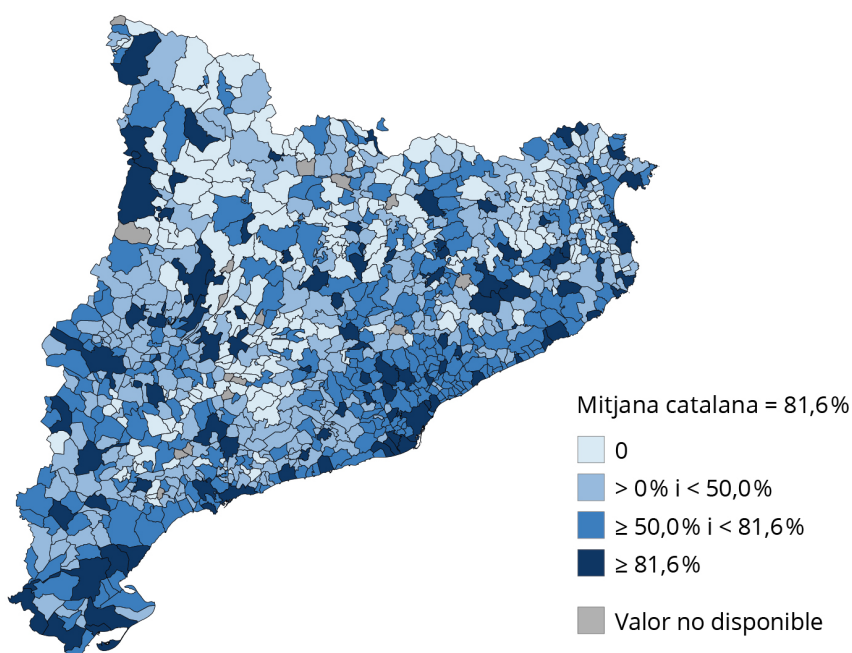 Mitjana catalana = 81,6%
0
> 0% i < 50,0%
≥ 50,0% i < 81,6%
≥ 81,6%
Valor no disponible